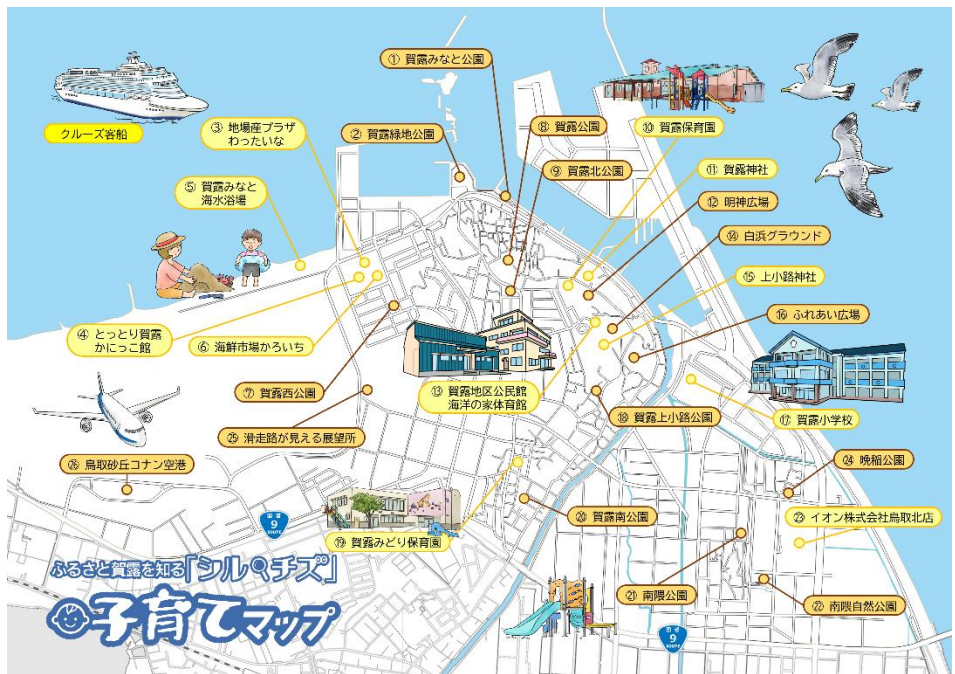 クルーズ客船
① 賀露みなと公園
② 賀露緑地公園
③ 地場産プラザ
わったいな
⑤ 賀露みなと
海水浴場
④ とっとり賀露
かにっこ館
⑥ 海鮮市場かろいち
⑦ 賀露西公園
⑧ 賀露公園
⑨ 賀露北公園
⑩ 賀露保育園
⑪ 賀露神社
⑫ 明神広場
⑭ 白浜グラウンド
⑮ 上小路神社
⑯ ふれあい広場
⑬ 賀露地区公民館
海洋の家体育館
⑱ 賀露上小路公園
⑰ 賀露小学校
㉕ 滑走路が見える展望所
㉖ 鳥取砂丘コナン空港
㉔ 晩稲公園
⑳ 賀露南公園
㉓ イオン株式会社鳥取北店
⑲ 賀露みどり保育園
㉑ 南隈公園
㉒ 南隈自然公園
国道
9
ROUTE
国道
9
ROUTE
ふるさと賀露を知る「シルクチズ」
子育てマップ